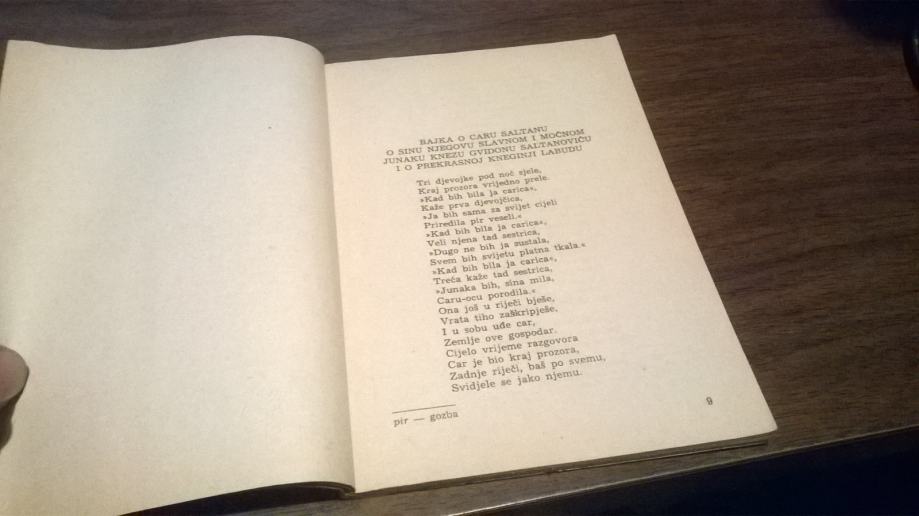 BAJKA O CARU SALTANU
O SINU NJEGOVU SLAVNOM I MOĆNOM
JUNAKU KNEZU GVIDONU SALTANOVIĆU
I O PREKRASNOJ KNEGINJI LABUDU
Tri djevojke pod noć sjele,
Kraj prozora vrijedno prele.
»Kad bih bila ja carica«,
Kaže prva djevojčica,
»Ja bih sama za svijet cijeli
Priredila pir veseli.«
»Kad bih bila ja carica«,
Veli njena tad sestrica,
»Dugo ne bih ja sustala,
Svem bih svijetu platna tkala.«
»Kad bih bila ja carica«,
Treća kaže tad sestrica,
»Junaka bih, sina mila,
Caru-ocu porodila.«
Ona još u riječi bješe,
Vrata tiho zaškripješe,
I u sobu uđe car,
Zemlje ove gospodar.
Cijelo vrijeme razgovora
Car je bio kraj prozora,
Zadnje riječi, baš po svemu,
Svidjele se jako njemu.
pir — gozba
9